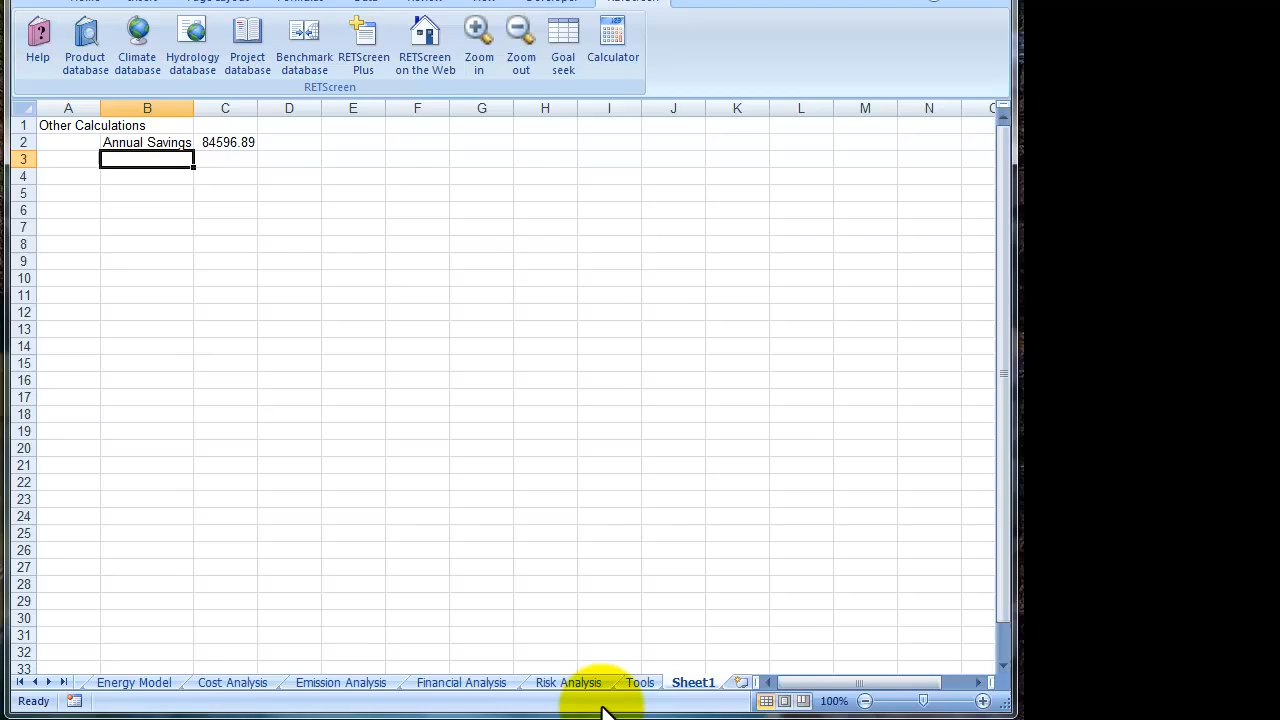 Help
Product database
Climate database
Hydrology database
Project database
Benchmark database
RETScreen Plus
RETScreen on the Web
Zoom in
Zoom out
Goal seek
Calculator
RETScreen
A B C D E F G H I J K L M N
1 Other Calculations
2 Annual Savings 84596.89
3
4
5
6
7
8
9
10
11
12
13
14
15
16
17
18
19
20
21
22
23
24
25
26
27
28
29
30
31
32
33
Energy Model Cost Analysis Emission Analysis Financial Analysis Risk Analysis Tools Sheet1
Ready 100%